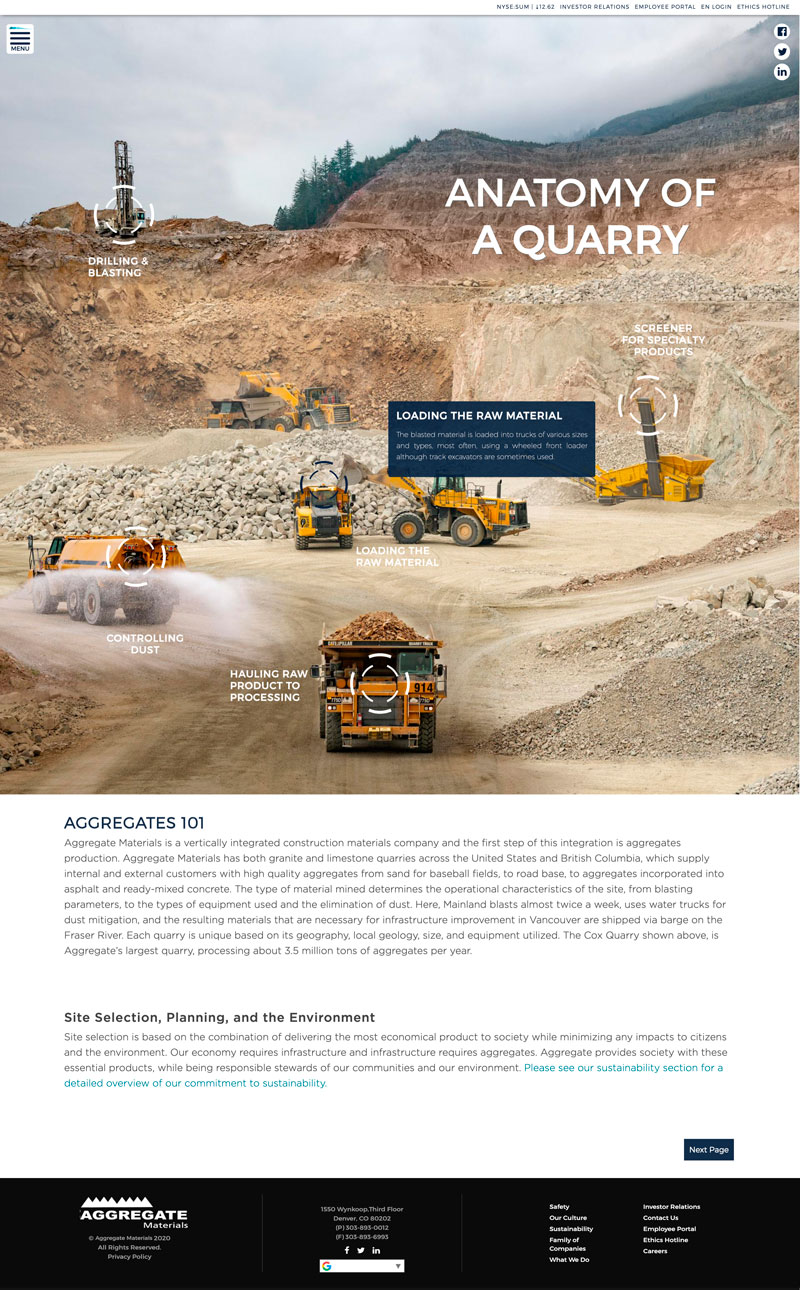 NYSE:SUM | ↓12.62 INVESTOR RELATIONS EMPLOYEE PORTAL EN LOGIN ETHICS HOTLINE
MENU
ANATOMY OF
A QUARRY
DRILLING &
BLASTING
SCREENER
FOR SPECIALTY
PRODUCTS
LOADING THE RAW MATERIAL
The blasted material is loaded into trucks of various sizes
and types, most often, using a wheeled front loader
although track excavators are sometimes used.
LOADING THE
RAW MATERIAL
CONTROLLING
DUST
HAULING RAW
PRODUCT TO
PROCESSING
CATERPILLAR QUARRY TRUCK
914
AGGREGATES 101
Aggregate Materials is a vertically integrated construction materials company and the first step of this integration is aggregates
production. Aggregate Materials has both granite and limestone quarries across the United States and British Columbia, which supply
internal and external customers with high quality aggregates from sand for baseball fields, to road base, to aggregates incorporated into
asphalt and ready-mixed concrete. The type of material mined determines the operational characteristics of the site, from blasting
parameters, to the types of equipment used and the elimination of dust. Here, Mainland blasts almost twice a week, uses water trucks for
dust mitigation, and the resulting materials that are necessary for infrastructure improvement in Vancouver are shipped via barge on the
Fraser River. Each quarry is unique based on its geography, local geology, size, and equipment utilized. The Cox Quarry shown above, is
Aggregate's largest quarry, processing about 3.5 million tons of aggregates per year.
Site Selection, Planning, and the Environment
Site selection is based on the combination of delivering the most economical product to society while minimizing any impacts to citizens
and the environment. Our economy requires infrastructure and infrastructure requires aggregates. Aggregate provides society with these
essential products, while being responsible stewards of our communities and our environment. Please see our sustainability section for a
detailed overview of our commitment to sustainability.
Next Page
AGGREGATE
Materials
© Aggregate Materials 2020
All Rights Reserved.
Privacy Policy
1550 Wynkoop,Third Floor
Denver, CO 80202
(P) 303-893-0012
(F) 303-893-6993
Safety
Our Culture
Sustainability
Family of
Companies
What We Do
Investor Relations
Contact Us
Employee Portal
Ethics Hotline
Careers